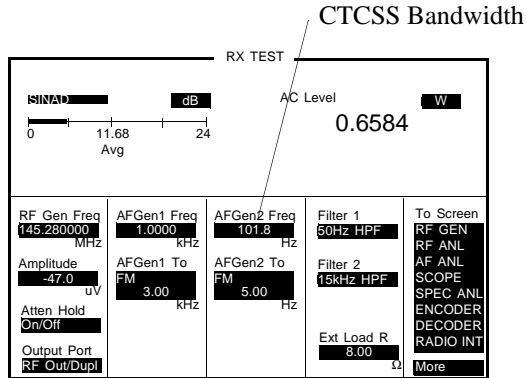 CTCSS Bandwidth
RX TEST
SINAD
dB
AC Level
W
0.6584
0 11.68 24
Avg
RF Gen Freq
145.280000
MHz
Amplitude
-47.0
uV
Atten Hold
On/Off
Output Port
RF Out/Dupl
AFGen1 Freq
1.0000
kHz
AFGen1 To
FM
3.00
kHz
AFGen2 Freq
101.8
Hz
AFGen2 To
FM
5.00
Hz
Filter 1
50Hz HPF
Filter 2
15kHz HPF
Ext Load R
8.00
Ω
To Screen
RF GEN
RF ANL
AF ANL
SCOPE
SPEC ANL
ENCODER
DECODER
RADIO INT
More